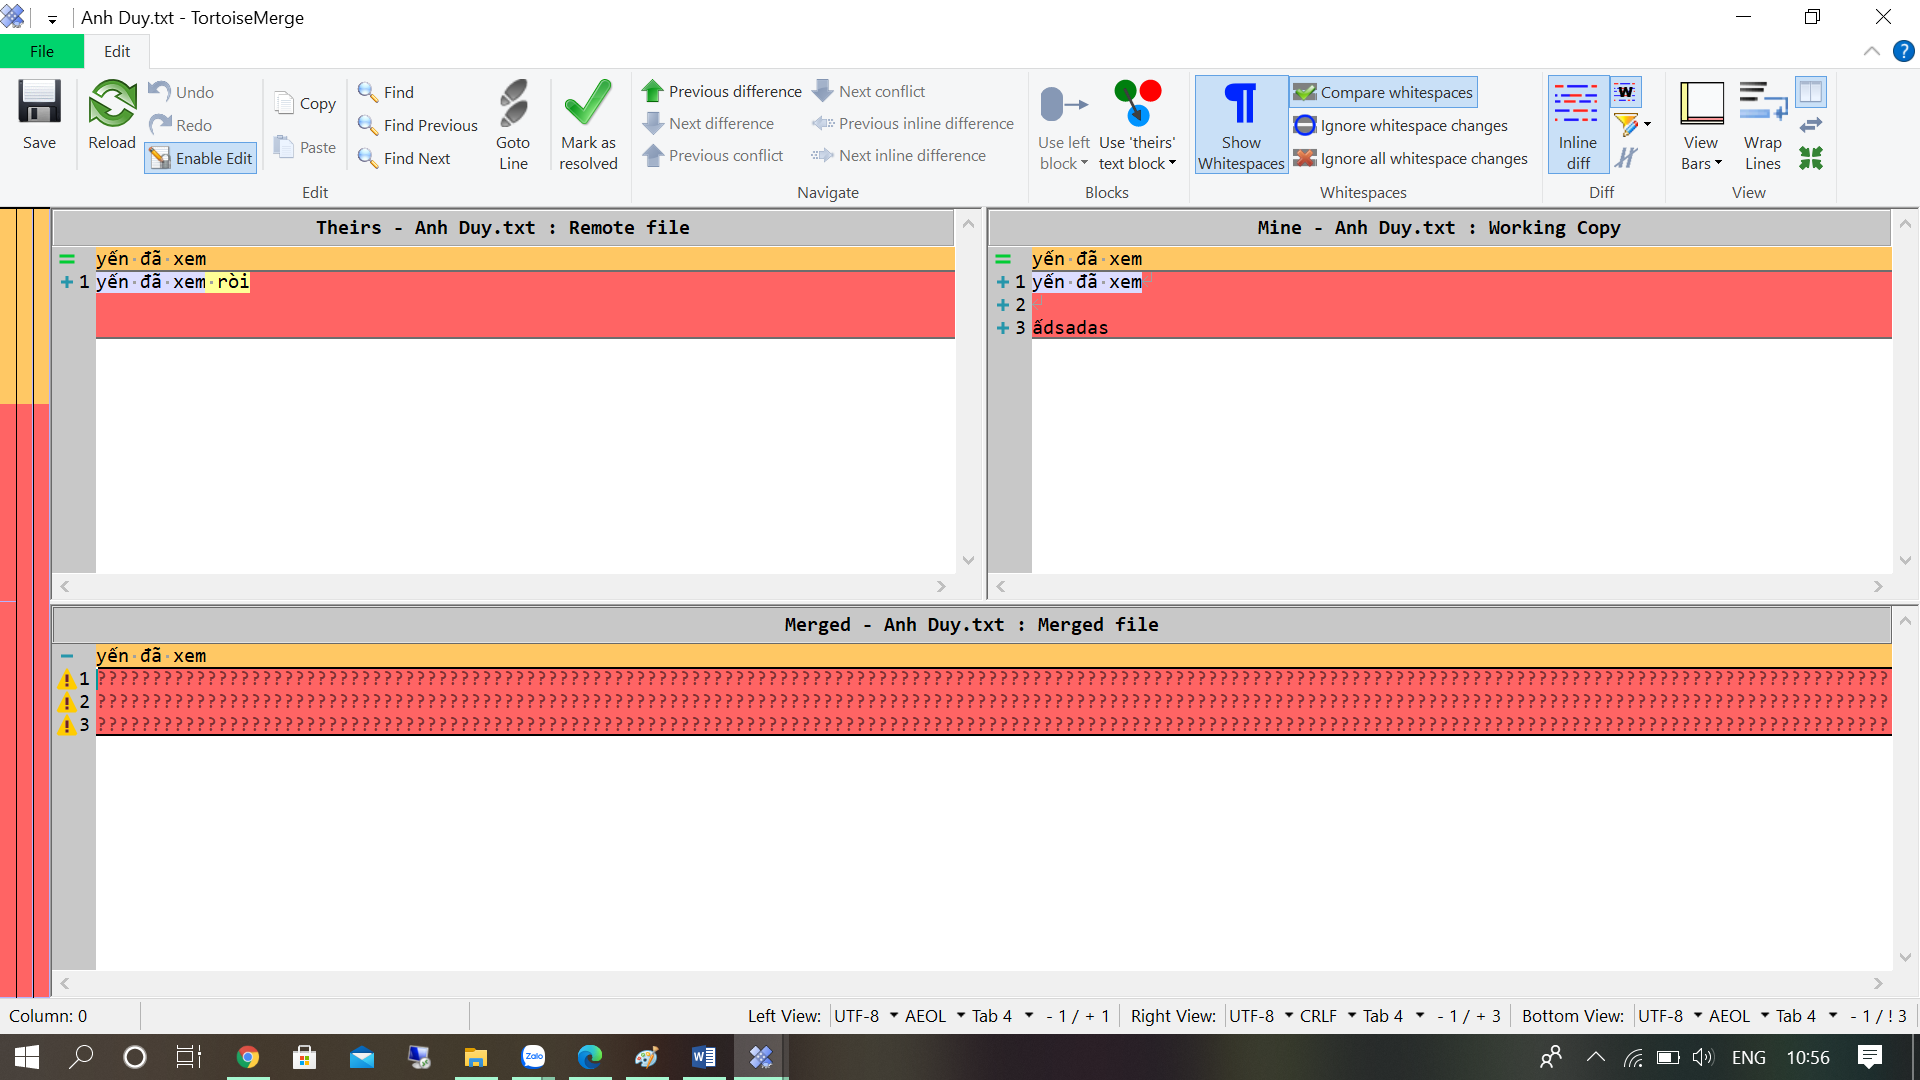 Anh Duy.txt - TortoiseMerge
File
Edit
Save
Reload
Undo
Redo
Enable Edit
Copy
Paste
Find
Find Previous
Find Next
Goto
Line
Mark as
resolved
Edit
Previous difference
Next difference
Previous conflict
Next conflict
Previous inline difference
Next inline difference
Navigate
Use left
block
Use 'theirs'
text block
Blocks
Show
Whitespaces
Compare whitespaces
Ignore whitespace changes
Ignore all whitespace changes
Whitespaces
Inline
diff
W
Diff
View
Bars
Wrap
Lines
View
?
Theirs - Anh Duy.txt : Remote file
yến·đã·xem
1 yến·đã·xem·ròi
Mine - Anh Duy.txt : Working Copy
yến·đã·xem
1 yến·đã·xem
2
3 ấdsadas
Merged - Anh Duy.txt : Merged file
yến·đã·xem
1
2
3
Column: 0
Left View: UTF-8 AEOL Tab 4 - 1 / + 1
Right View: UTF-8 CRLF Tab 4 - 1 / + 3
Bottom View: UTF-8 AEOL Tab 4 - 1 / ! 3
Zalo
W
ENG
10:56